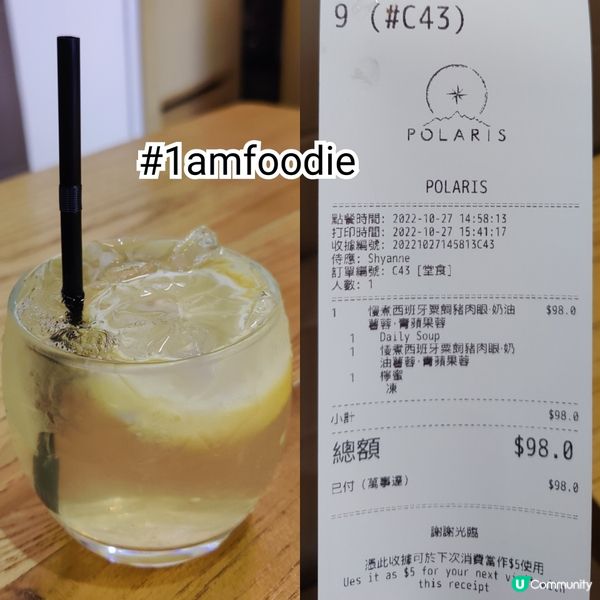 #1amfoodie
9 (#C43)
POLARIS
POLARIS
點餐時間: 2022-10-27 14:58:13
打印時間: 2022-10-27 15:41:17
收據編號: 20221027145813C43
侍應: Shyanne
訂單編號: C43 [堂食]
人數: 1
1 慢煮西班牙粟飼豬肉眼·奶油 $98.0
薯蓉·青蘋果蓉
1 Daily Soup
1 慢煮西班牙粟飼豬肉眼·奶
油薯蓉·青蘋果蓉
1 檸蜜
凍
小計 $98.0
總額 $98.0
已付 (萬事達) $98.0
謝謝光臨
憑此收據可於下次消費當作$5使用
Ues it as $5 for your next
this receipt
U Community